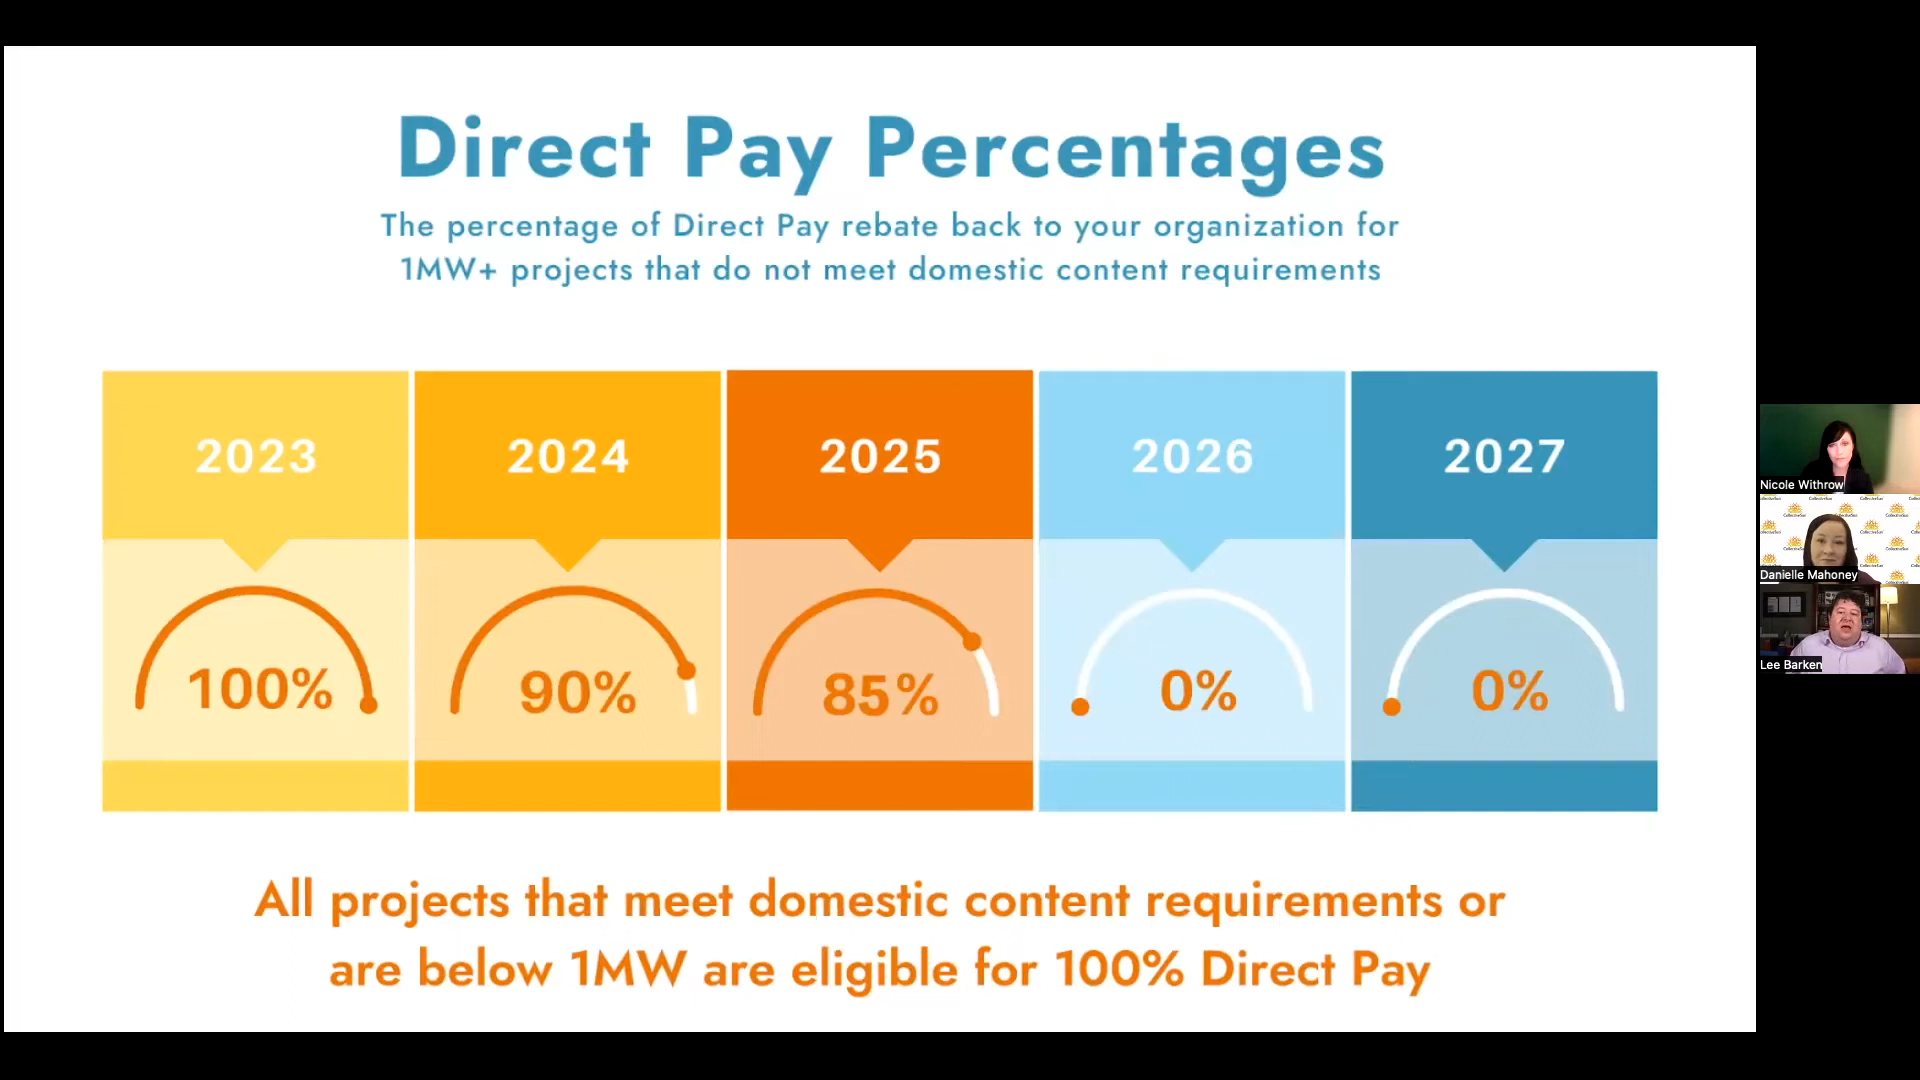 Direct Pay Percentages
The percentage of Direct Pay rebate back to your organization for
1MW+ projects that do not meet domestic content requirements
2023
2024
2025
2026
2027
100%
90%
85%
0%
0%
All projects that meet domestic content requirements or
are below 1MW are eligible for 100% Direct Pay
Nicole Withrow
Danielle Mahoney
Lee Barken